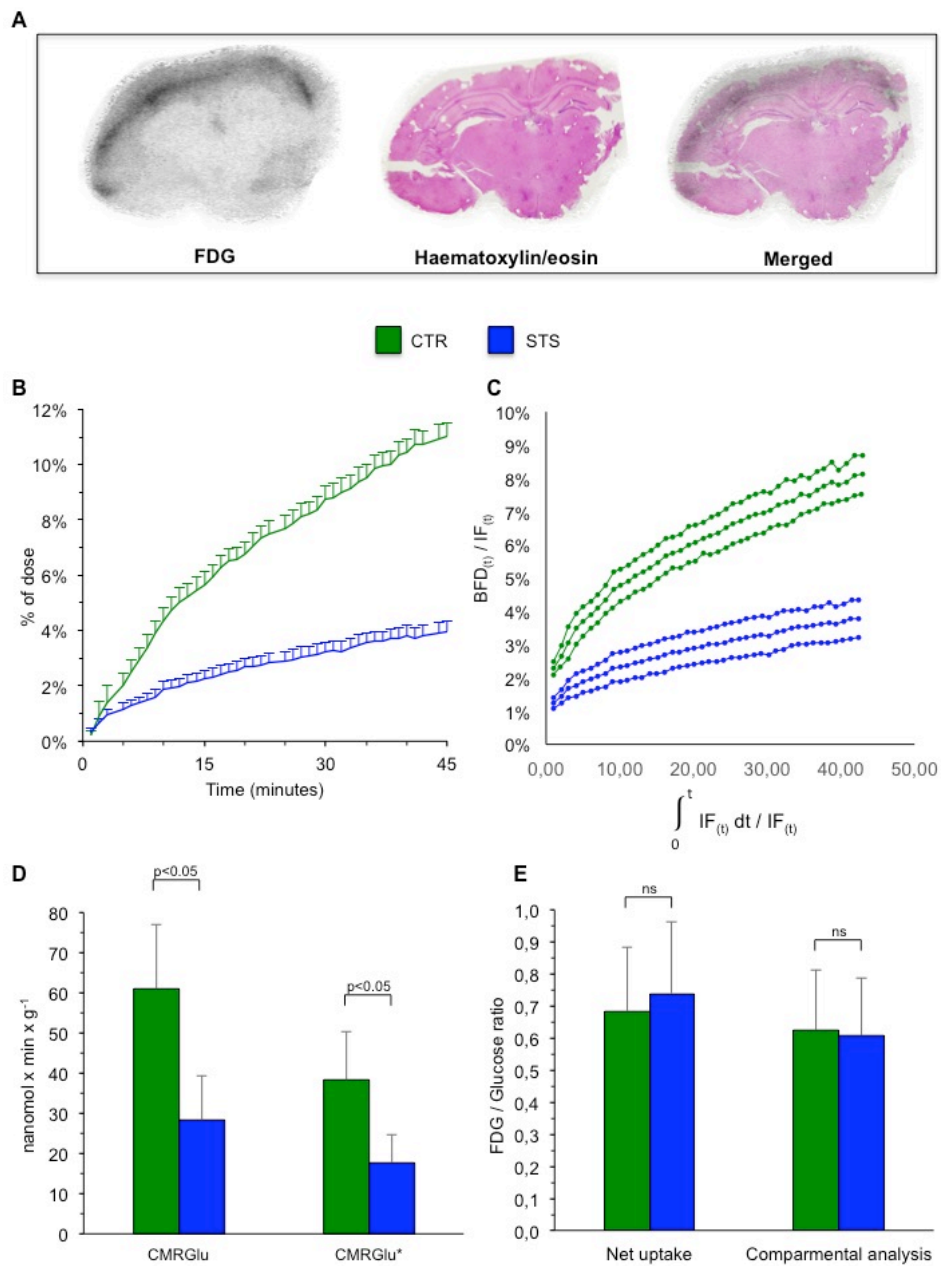 A
FDG
Haematoxylin/eosin
Merged
CTR
STS
B
12%
10%
8%
6%
4%
2%
0%
% of dose
0
15
30
45
Time (minutes)
C
10%
9%
8%
7%
6%
5%
4%
3%
2%
1%
0%
BFD(t) / IF(t)
0,00
10,00
20,00
30,00
40,00
50,00
∫ 0 t IF(t) dt / IF(t)
D
p<0.05
p<0.05
80
70
60
50
40
30
20
10
0
nanomol x min x g-1
CMRGlu
CMRGlu*
E
ns
ns
1,0
0,9
0,8
0,7
0,6
0,5
0,4
0,3
0,2
0,1
0,0
FDG / Glucose ratio
Net uptake
Comparmental analysis